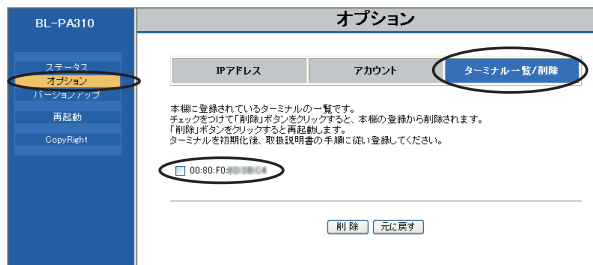 BL-PA310
オプション
ステータス
オプション
バージョンアップ
再起動
CopyRight
IPアドレス
アカウント
ターミナル一覧/削除
本機に登録されているターミナルの一覧です。
チェックをつけて「削除」ボタンをクリックすると、本機の登録から削除されます。
「削除」ボタンをクリックすると再起動します。
ターミナルを初期化後、取扱説明書の手順に従い登録してください。
00:80:F0:
削 除
元に戻す